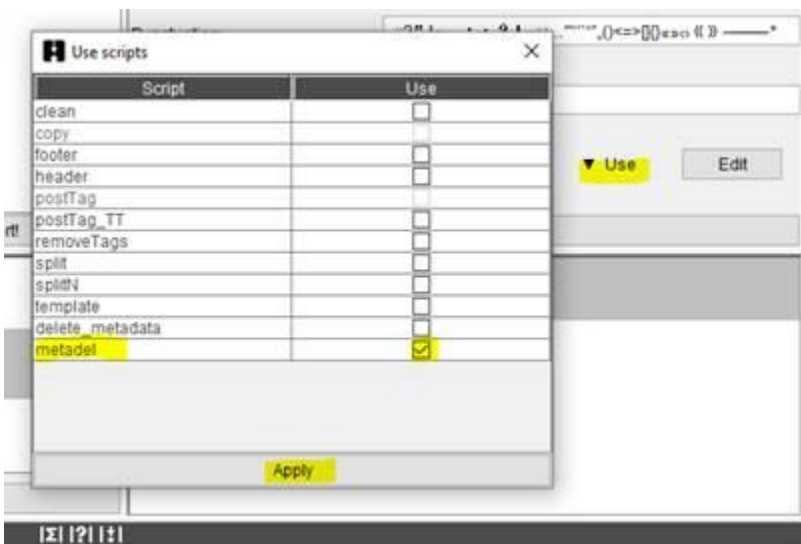 Use scripts
Script Use
clean
copy
footer
header
postTag
postTag_TT
removeTags
split
splitN
template
delete_metadata
metadel
Apply
▼ Use Edit
|Σ| |?| |‡|